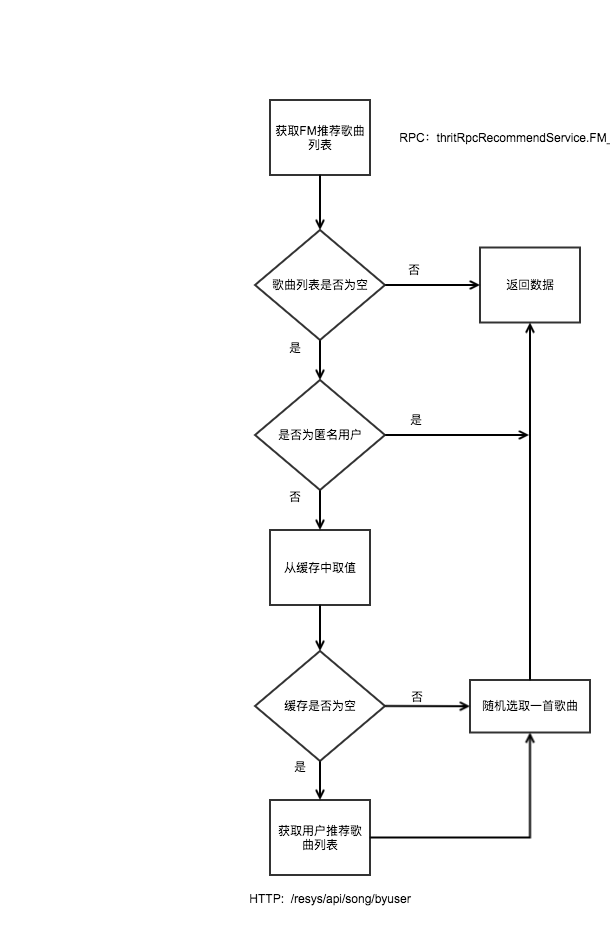 获取FM推荐歌曲
列表
RPC：thritRpcRecommendService.FM_
歌曲列表是否为空
否
返回数据
是
是否为匿名用户
是
否
从缓存中取值
缓存是否为空
否
随机选取一首歌曲
是
获取用户推荐歌
曲列表
HTTP: /resys/api/song/byuser